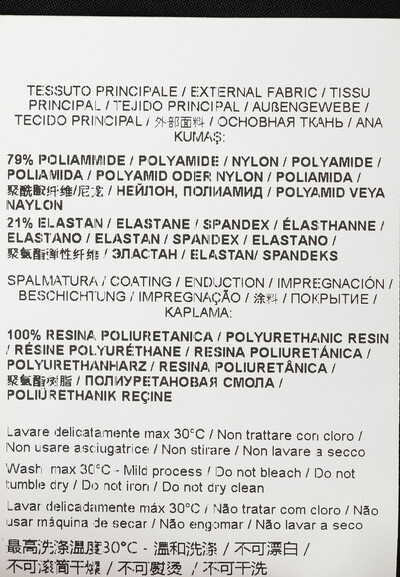 TESSUTO PRINCIPALE / EXTERNAL FABRIC / TISSU
PRINCIPAL / TEJIDO PRINCIPAL / AUßENGEWEBE /
TECIDO PRINCIPAL / 外部面料 / ОСНОВНАЯ ТКАНЬ / ANA
KUMAŞ:
79% POLIAMMIDE / POLYAMIDE / NYLON / POLYAMIDE /
POLIAMIDA / POLYAMID ODER NYLON / POLIAMIDA /
聚酰胺纤维/尼龙 / НЕЙЛОН, ПОЛИАМИД / POLYAMID VEYA
NAYLON
21% ELASTAN / ELASTANE / SPANDEX / ÉLASTHANNE /
ELASTANO / ELASTAN / SPANDEX / ELASTANO /
聚氨酯弹性纤维 / ЭЛАСТАН / ELASTAN/ SPANDEKS
SPALMATURA / COATING / ENDUCTION / IMPREGNACIÓN /
BESCHICHTUNG / IMPREGNAÇÃO / 涂料 / ПОКРЫТИЕ /
KAPLAMA:
100% RESINA POLIURETANICA / POLYURETHANIC RESIN
/ RÉSINE POLYURÉTHANE / RESINA POLIURETÁNICA /
POLYURETHANHARZ / RESINA POLIURETÂNICA /
聚氨酯树脂 / ПОЛИУРЕТАНОВАЯ СМОЛА /
POLIÜRETHANIK REÇINE
Lavare delicatamente max 30°C / Non trattare con cloro /
Non usare asciugatrice / Non stirare / Non lavare a secco
Wash max 30°C - Mild process / Do not bleach / Do not
tumble dry / Do not iron / Do not dry clean
Lavar delicadamente máx 30°C / Não tratar com cloro / Não
usar máquina de secar / Não engomar / Não lavar a seco
最高洗涤温度30°C - 温和洗涤 / 不可漂白 /
不可滚筒干燥 / 不可熨烫 / 不可干洗